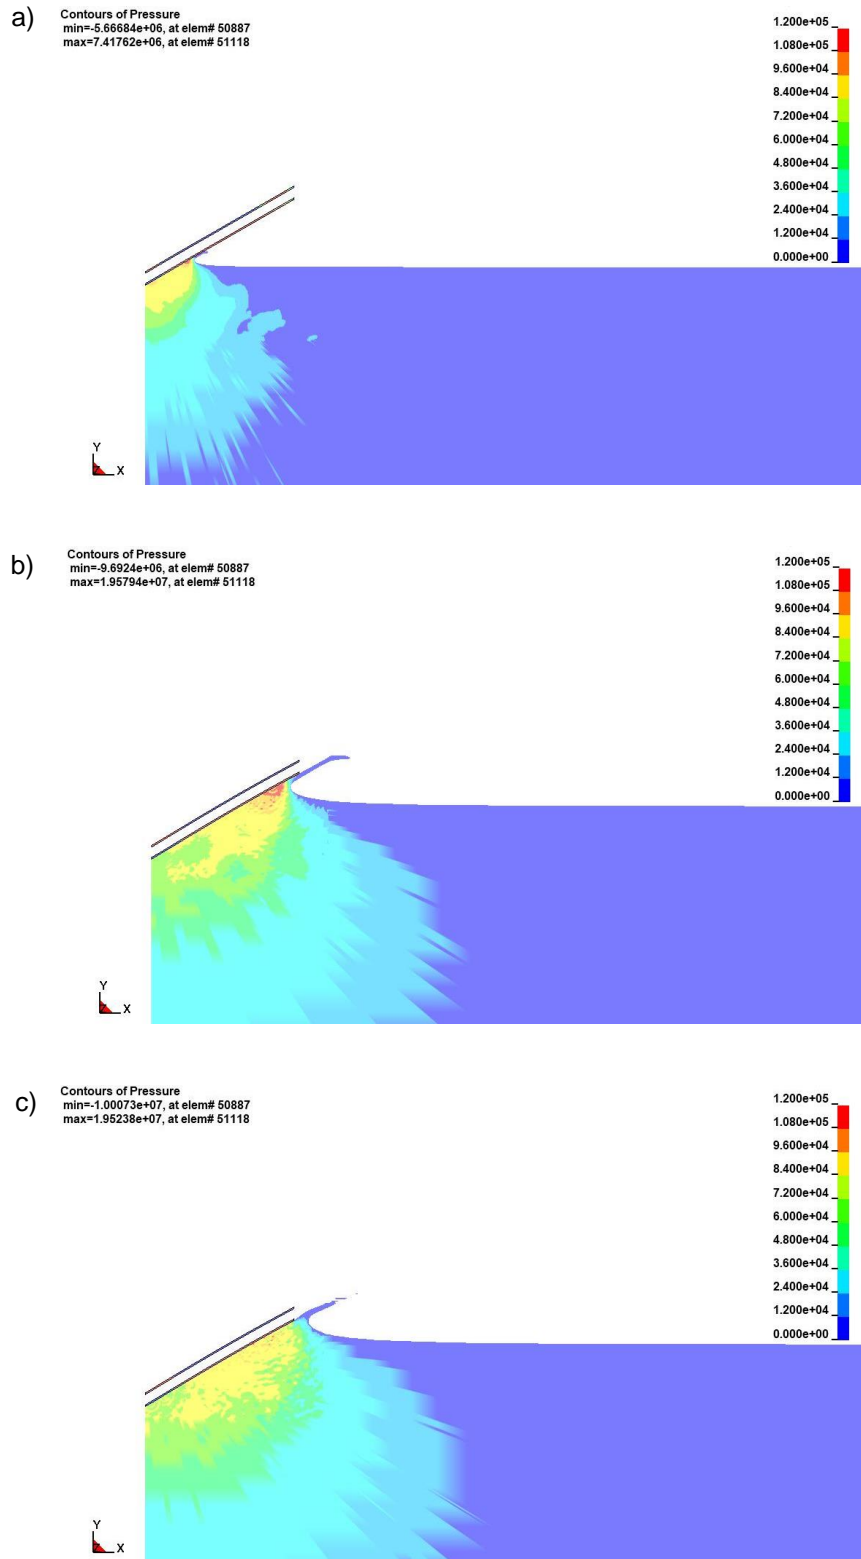 a)
Contours of Pressure
min=-5.66684e+06, at elem# 50887
max=7.41762e+06, at elem# 51118
1.200e+05
1.080e+05
9.600e+04
8.400e+04
7.200e+04
6.000e+04
4.800e+04
3.600e+04
2.400e+04
1.200e+04
0.000e+00
Y
Z
X
b)
Contours of Pressure
min=-9.6924e+06, at elem# 50887
max=1.95794e+07, at elem# 51118
1.200e+05
1.080e+05
9.600e+04
8.400e+04
7.200e+04
6.000e+04
4.800e+04
3.600e+04
2.400e+04
1.200e+04
0.000e+00
Y
Z
X
c)
Contours of Pressure
min=-1.00073e+07, at elem# 50887
max=1.95238e+07, at elem# 51118
1.200e+05
1.080e+05
9.600e+04
8.400e+04
7.200e+04
6.000e+04
4.800e+04
3.600e+04
2.400e+04
1.200e+04
0.000e+00
Y
Z
X